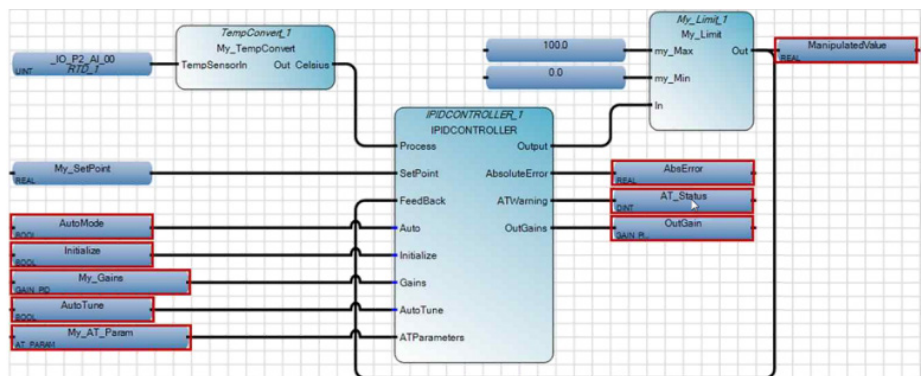 TempConvert_1
My_TempConvert
TempSensorIn
Out_Celsius
_IO_P2_AI_00
RTD_1
UINT
My_Limit_1
My_Limit
my_Max
my_Min
In
Out
100.0
0.0
ManipulatedValue
REAL
IPIDCONTROLLER_1
IPIDCONTROLLER
Process
Output
SetPoint
AbsoluteError
FeedBack
ATWarning
Auto
OutGains
Initialize
Gains
AutoTune
ATParameters
My_SetPoint
REAL
AutoMode
BOOL
Initialize
BOOL
My_Gains
GAIN_PID
AutoTune
BOOL
My_AT_Param
AT_PARAM
AbsError
REAL
AT_Status
DINT
OutGain
GAIN_PI...